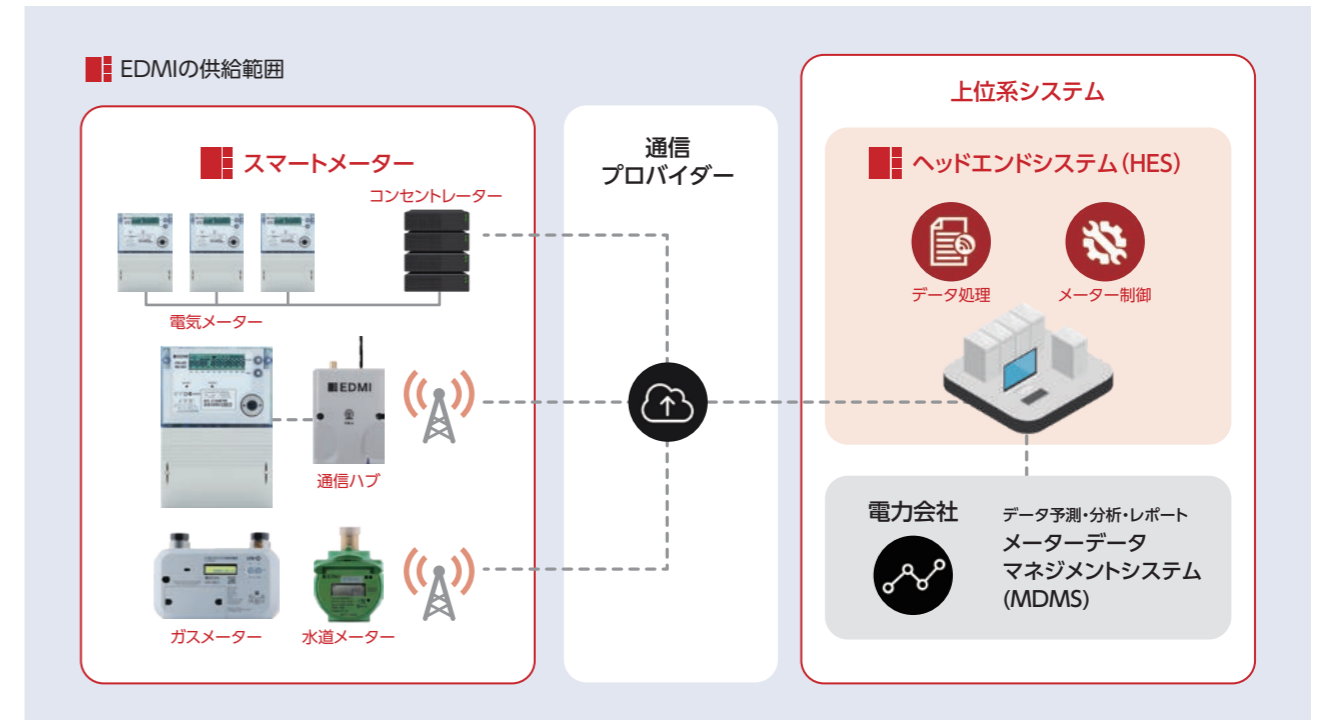 EDMIの供給範囲
スマートメーター
コンセントレーター
電気メーター
EDMI
通信ハブ
ガスメーター
水道メーター
通信
プロバイダー
上位系システム
ヘッドエンドシステム(HES)
データ処理
メーター制御
電力会社
データ予測・分析・レポート
メーターデータ
マネジメントシステム
(MDMS)